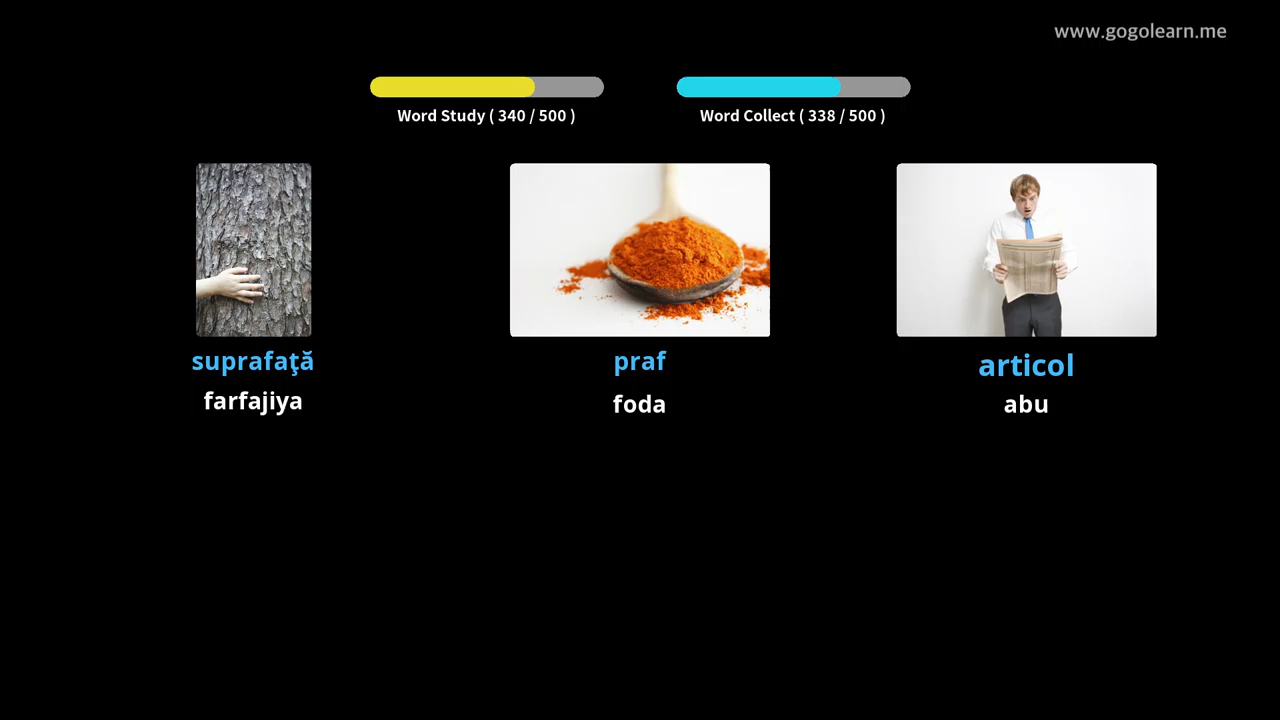 www.gogolearn.me
Word Study ( 340 / 500 )
Word Collect ( 338 / 500 )
suprafaţă
praf
articol
farfajiya
foda
abu